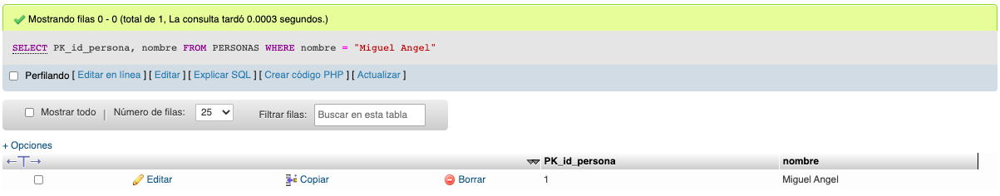 Mostrando filas 0 - 0 (total de 1, La consulta tardó 0.0003 segundos.)
SELECT PK_id_persona, nombre FROM PERSONAS WHERE nombre = "Miguel Angel"
Perfilando [ Editar en línea ] [ Editar ] [ Explicar SQL ] [ Crear código PHP ] [ Actualizar ]
Mostrar todo | Número de filas: 25 Filtrar filas: Buscar en esta tabla
+ Opciones
←T→ PK_id_persona nombre
Editar Copiar Borrar 1 Miguel Angel